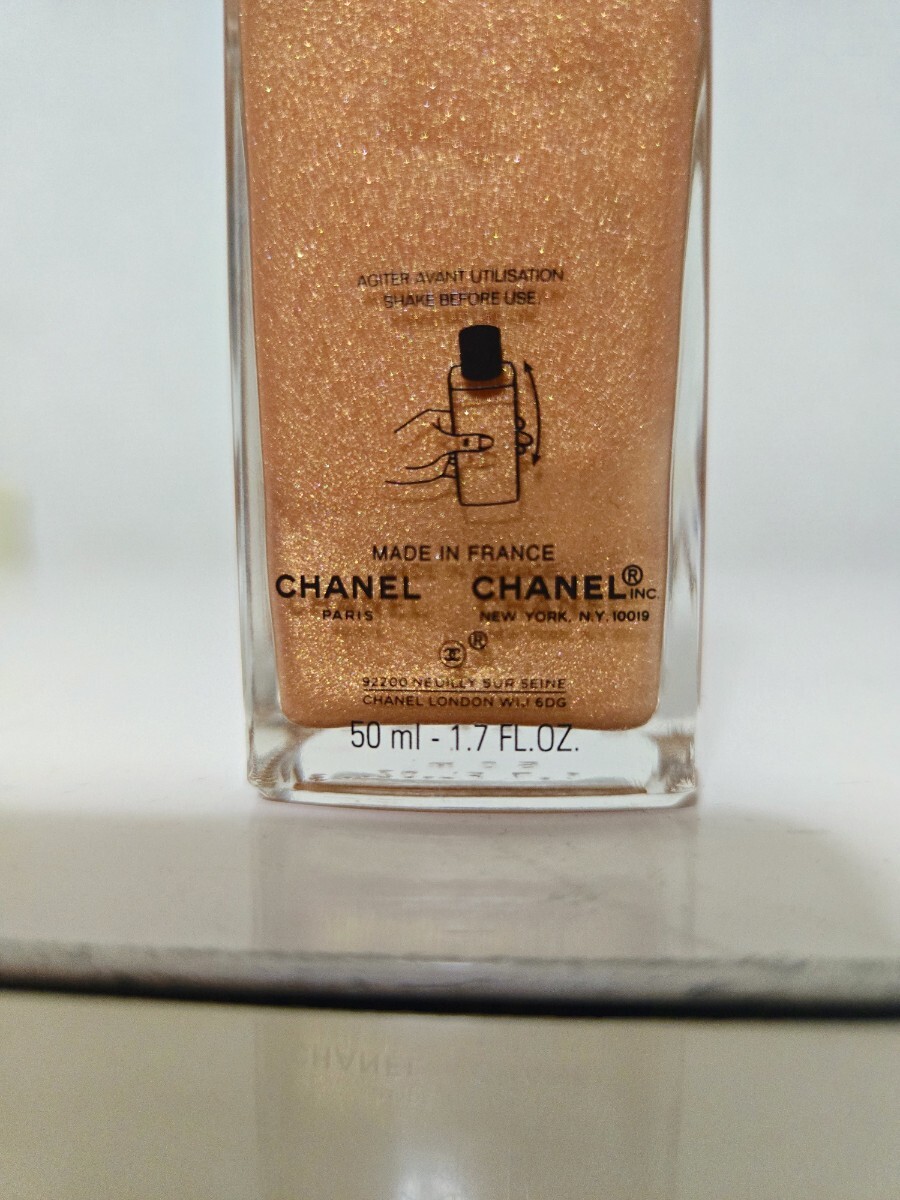 AGITER AVANT UTILISATION
SHAKE BEFORE USE.
MADE IN FRANCE
CHANEL CHANEL® INC.
PARIS NEW YORK, N.Y. 10019
®
92200 NEUILLY SUR SEINE
CHANEL LONDON W1J 6DG
50 ml - 1.7 FL.OZ.